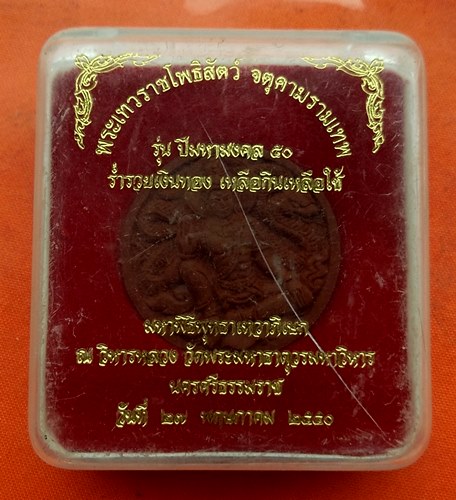 พระเทวราชโพธิสัตว์ จตุคามรามเทพ
รุ่น ปีมหามงคล ๕๐
ร่ำรวยเงินทอง เหลือกินเหลือใช้
มหาพิธีพุทธาเทวาภิเษก
ณ วิหารหลวง วัดพระมหาธาตุวรมหาวิหาร
นครศรีธรรมราช
วันที่ ๒๗ พฤษภาคม ๒๕๕๐